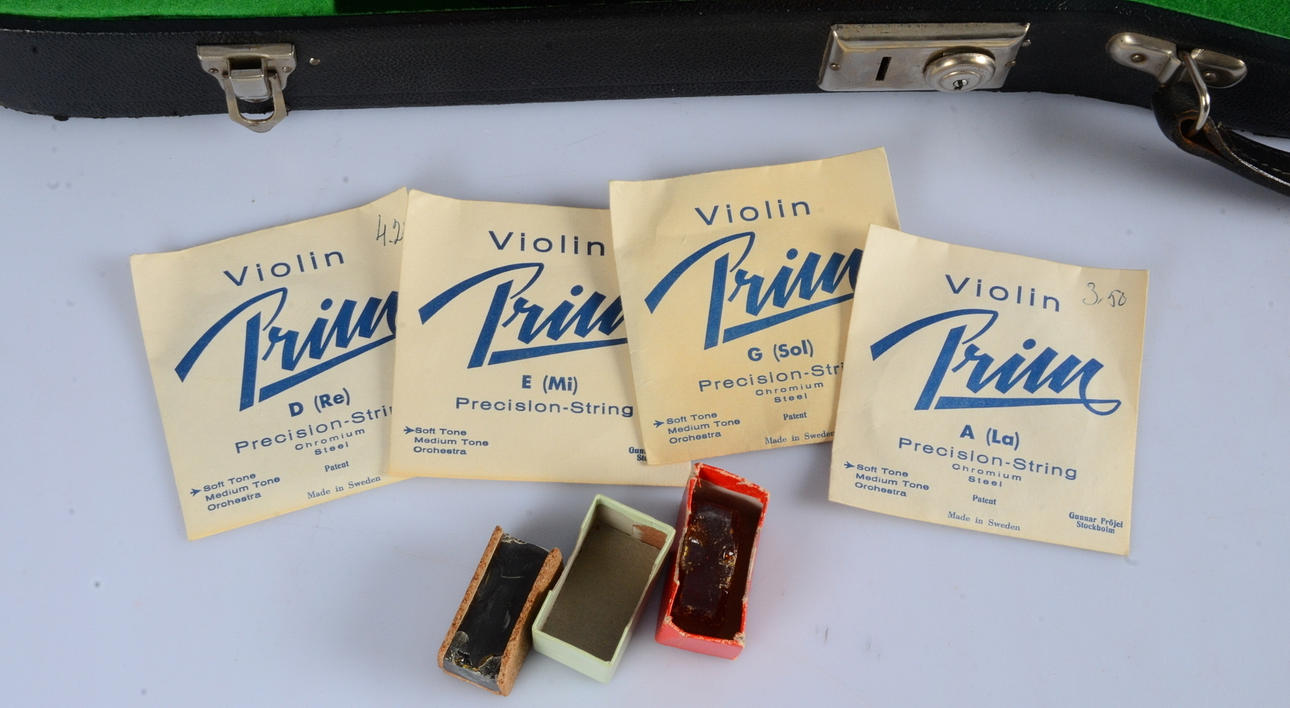 4.2
Violin
Prim
D (Re)
Precision-Stri
Chromium
Steel
Patent
Soft Tone
Medium Tone
Orchestra
Made in Sweden
Violin
Prim
E (Mi)
Precision-String
Soft Tone
Medium Tone
Orchestra
Violin
Prim
G (Sol)
Precision-Stri
Chromium
Steel
Patent
Soft Tone
Medium Tone
Orchestra
Made in Sweden
Violin
3.50
Prim
A (La)
Precision-String
Chromium
Steel
Patent
Soft Tone
Medium Tone
Orchestra
Made in Sweden
Gunnar Fröjel
Stockholm